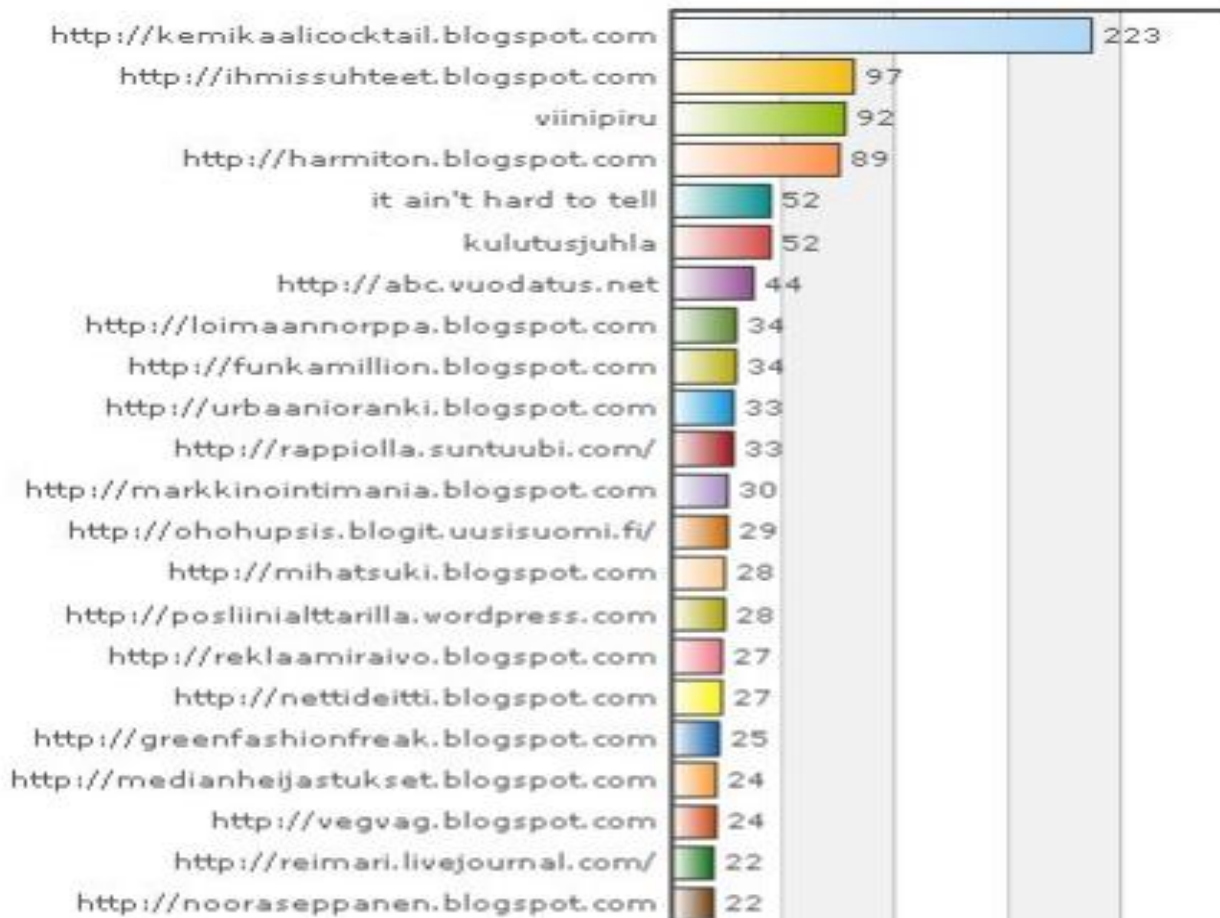 http://kemikaalicocktail.blogspot.com 223
http://ihmissuhteet.blogspot.com 97
viinipiru 92
http://harmiton.blogspot.com 89
it ain't hard to tell 52
kulutusjuhla 52
http://abc.vuodatus.net 44
http://loimaannorppa.blogspot.com 34
http://funkamillion.blogspot.com 34
http://urbaanioranki.blogspot.com 33
http://rappiolla.suntuubi.com/ 33
http://markkinointimania.blogspot.com 30
http://ohohupsis.blogit.uusisuomi.fi/ 29
http://mihatsuki.blogspot.com 28
http://posliinialttarilla.wordpress.com 28
http://reklaamiraivo.blogspot.com 27
http://nettideitti.blogspot.com 27
http://greenfashionfreak.blogspot.com 25
http://medianheijastukset.blogspot.com 24
http://vegvag.blogspot.com 24
http://reimari.livejournal.com/ 22
http://nooraseppanen.blogspot.com 22